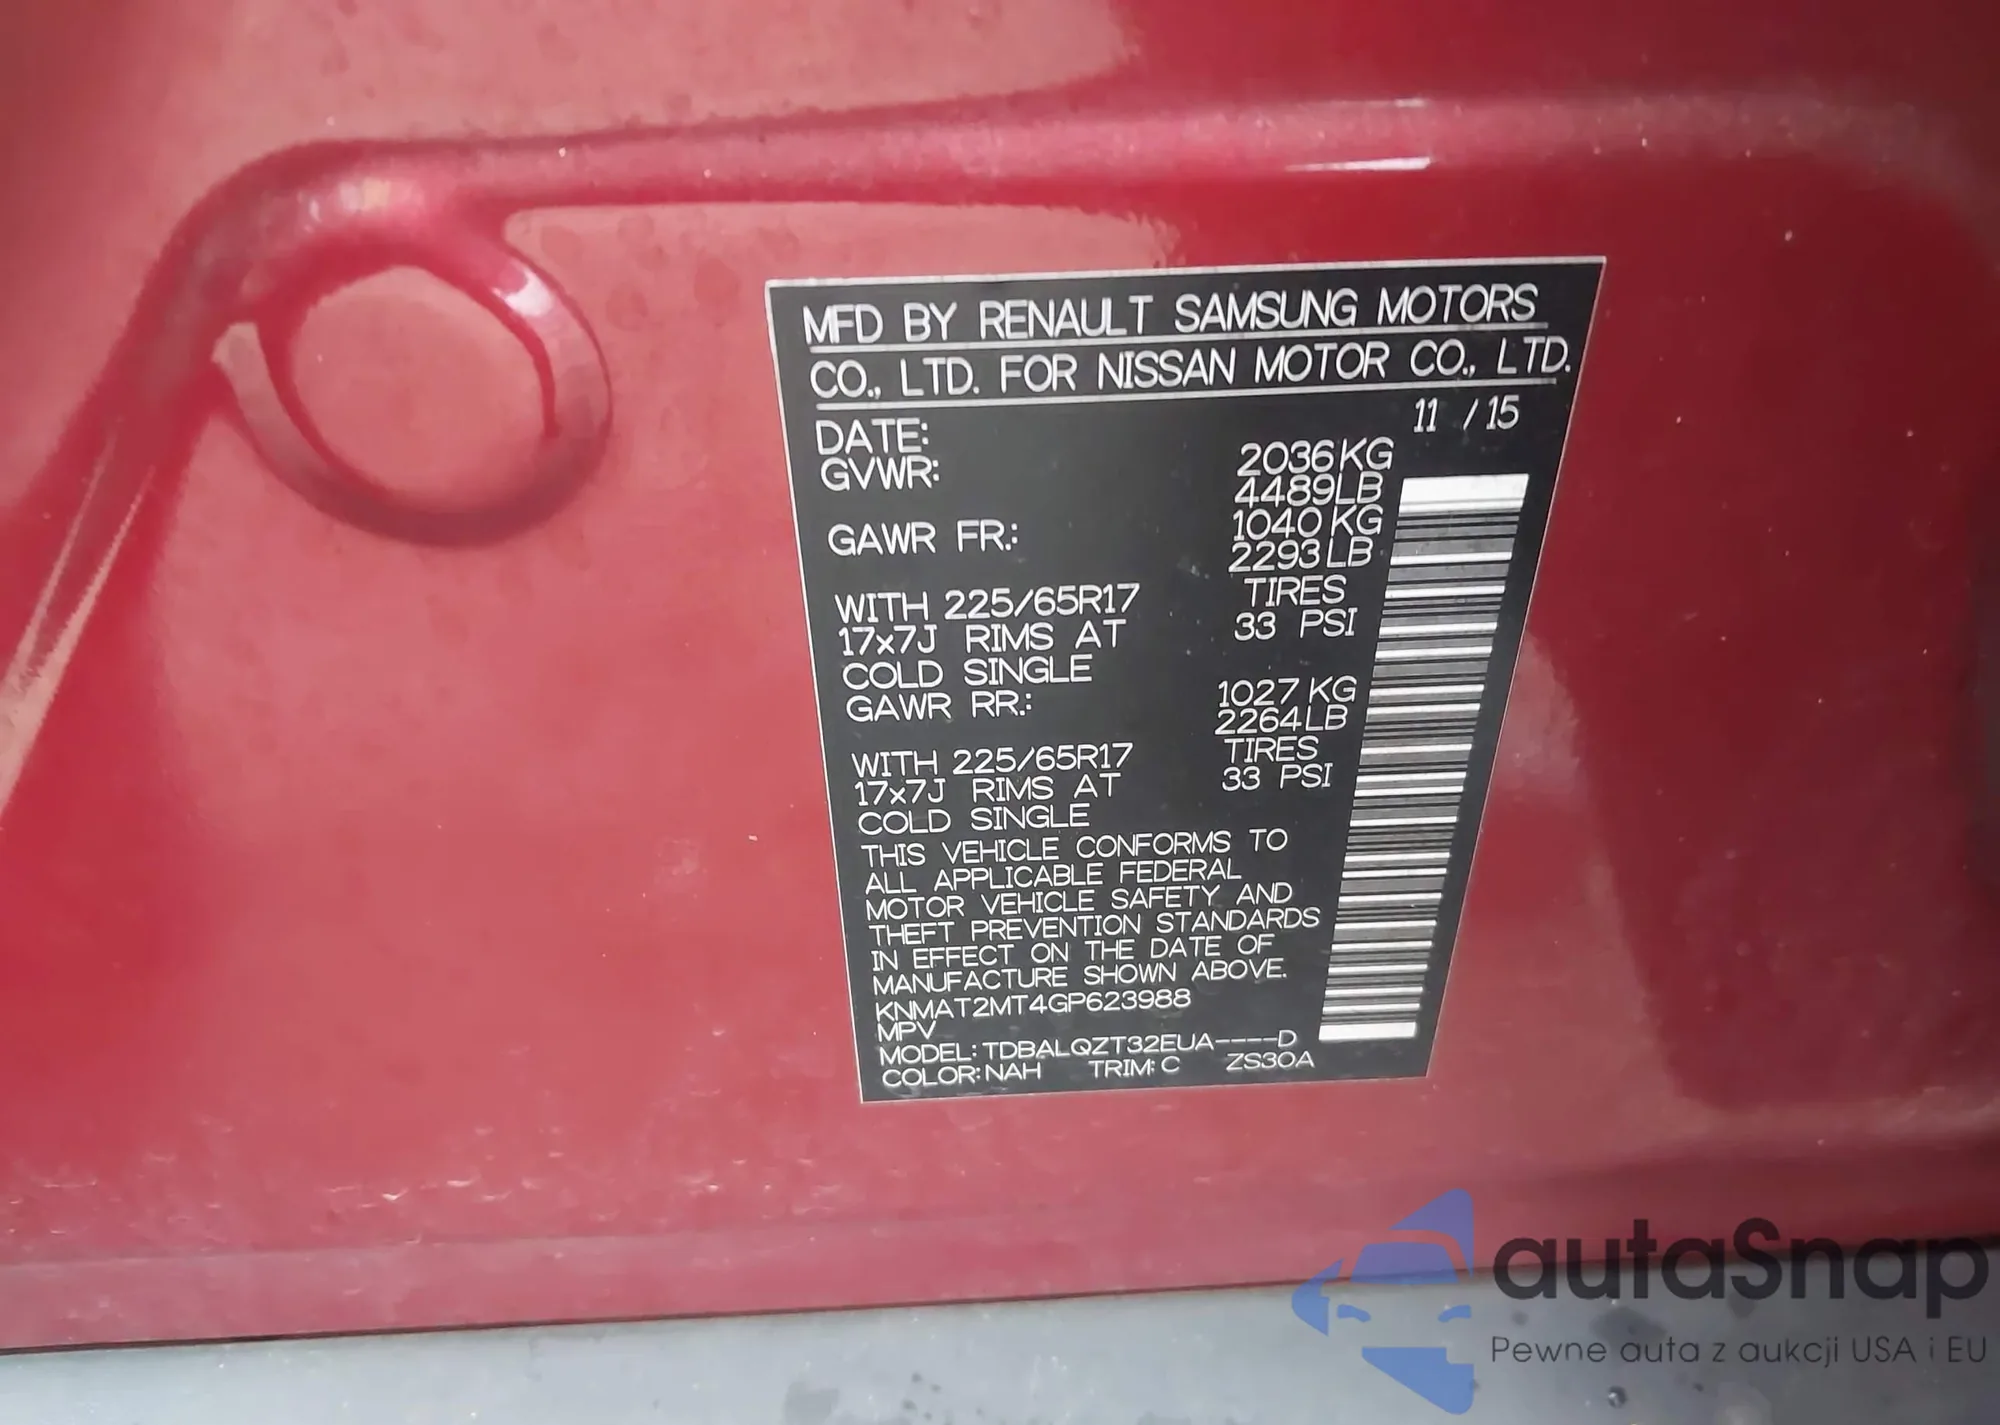 MFD BY RENAULT SAMSUNG MOTORS
CO., LTD. FOR NISSAN MOTOR CO., LTD.
DATE: 11 / 15
GVWR: 2036 KG
4489 LB
GAWR FR.: 1040 KG
2293 LB
WITH 225/65R17 TIRES
17x7J RIMS AT 33 PSI
COLD SINGLE
GAWR RR.: 1027 KG
2264 LB
WITH 225/65R17 TIRES
17x7J RIMS AT 33 PSI
COLD SINGLE
THIS VEHICLE CONFORMS TO
ALL APPLICABLE FEDERAL
MOTOR VEHICLE SAFETY AND
THEFT PREVENTION STANDARDS
IN EFFECT ON THE DATE OF
MANUFACTURE SHOWN ABOVE.
KNMAT2MT4GP623988
MPV
MODEL: TDBALQZT32EUA----D
COLOR: NAH TRIM: C ZS30A
autaSnap
Pewne auta z aukcji USA i EU